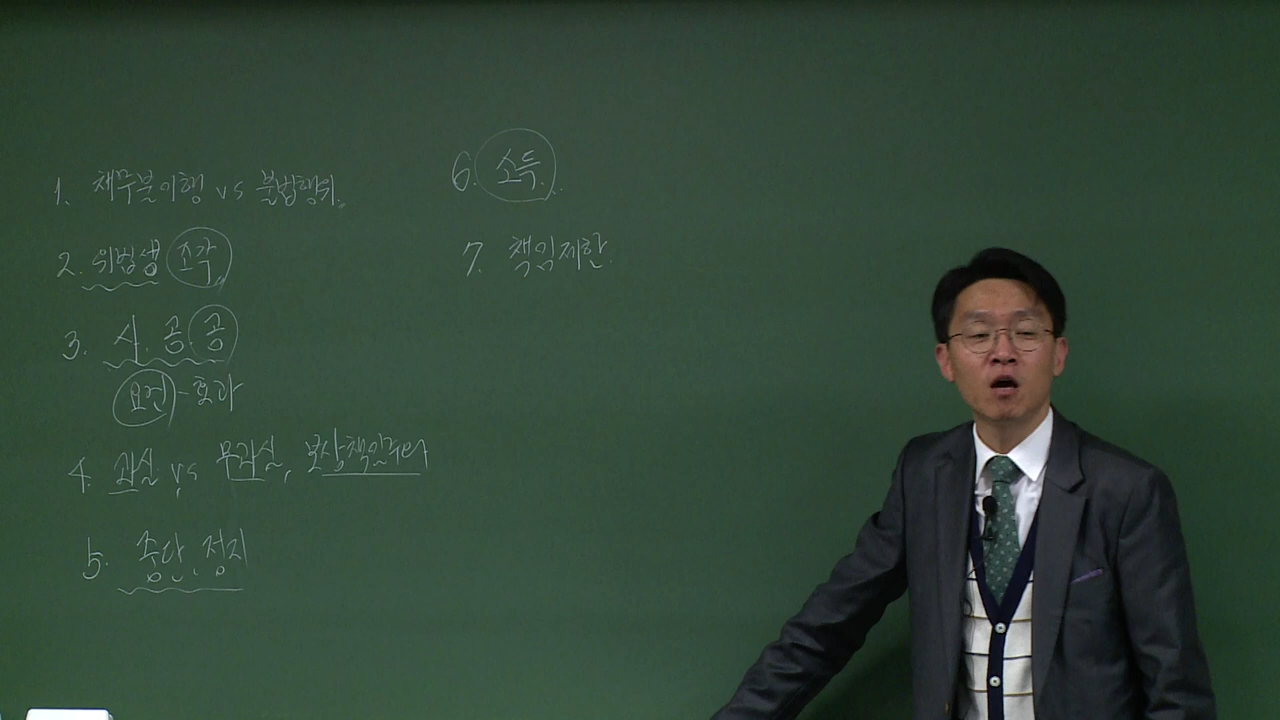 1. 채무불이행 vs 불법행위
2. 위법성 조각
3. 사. 공. 공
요건 - 효과
4. 과실 vs 무과실, 보상책임주의
5. 중단, 정지
6. 소득
7. 책임제한